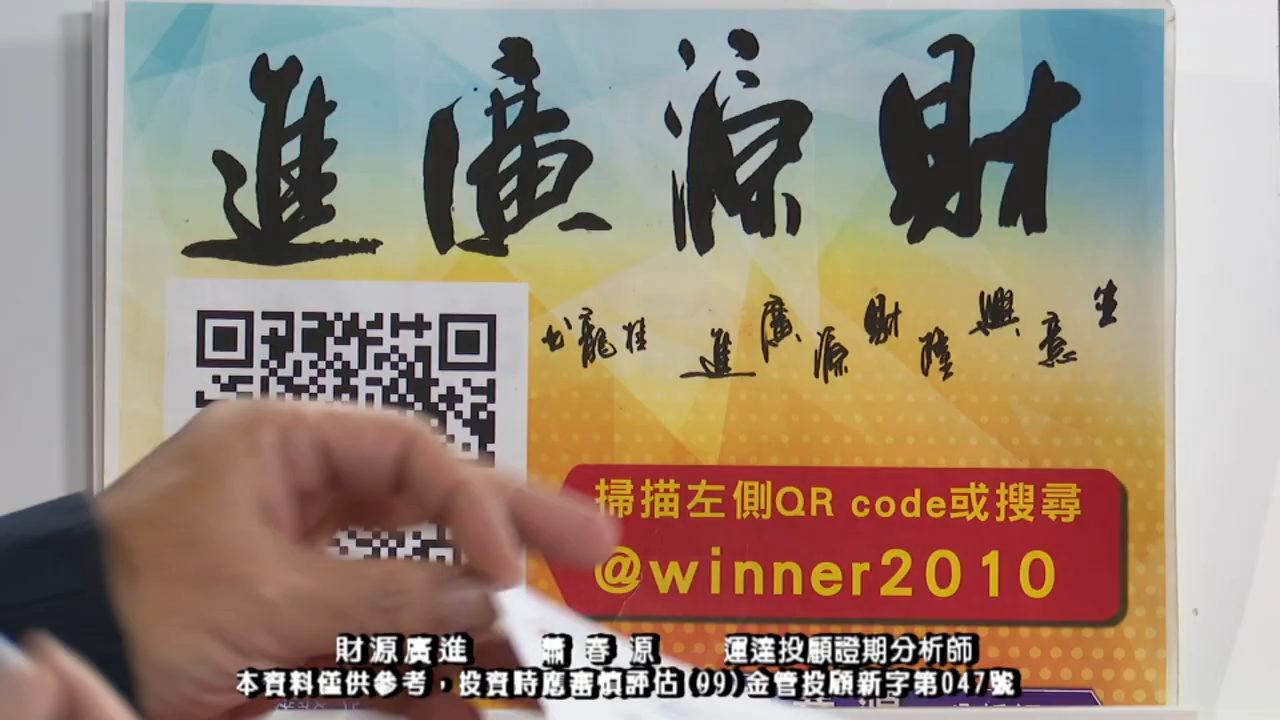 進廣源財
生意興隆財源廣進
掃描左側QR code或搜尋
@winner2010
財源廣進 蕭春源 運達投顧證期分析師
本資料僅供參考，投資時應審慎評估(99)金管投顧新字第047號